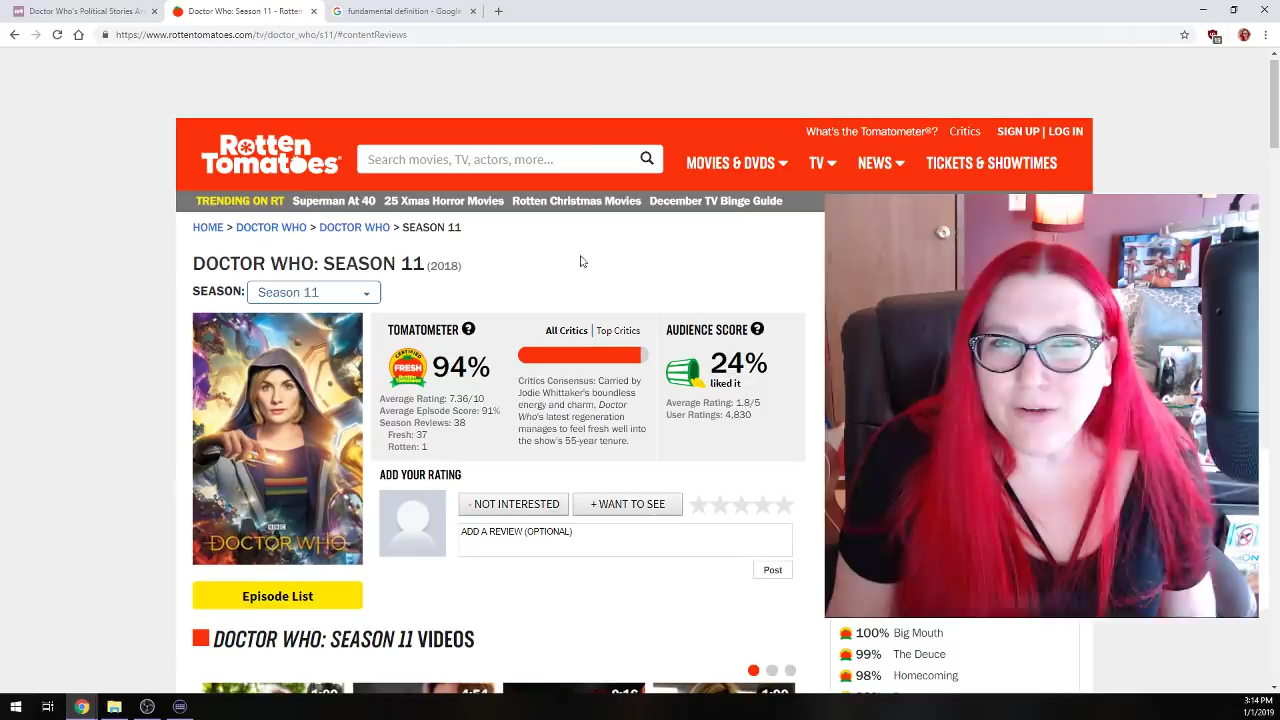 Doctor Who's Political Stories Ar
Doctor Who: Season 11 - Rotten
fundamental definition - Google
https://www.rottentomatoes.com/tv/doctor_who/s11/#contentReviews
What's the Tomatometer®? Critics SIGN UP | LOG IN
Rotten
Tomatoes
Search movies, TV, actors, more...
MOVIES & DVDS TV NEWS TICKETS & SHOWTIMES
TRENDING ON RT Superman At 40 25 Xmas Horror Movies Rotten Christmas Movies December TV Binge Guide
HOME > DOCTOR WHO > DOCTOR WHO > SEASON 11
DOCTOR WHO: SEASON 11 (2018)
SEASON: Season 11
BBC
DOCTOR WHO
Episode List
TOMATOMETER ?
CERTIFIED
FRESH
Rotten
Tomatoes
94%
Average Rating: 7.36/10
Average Episode Score: 91%
Season Reviews: 38
Fresh: 37
Rotten: 1
All Critics | Top Critics
Critics Consensus: Carried by
Jodie Whittaker's boundless
energy and charm, Doctor
Who's latest regeneration
manages to feel fresh well into
the show's 55-year tenure.
AUDIENCE SCORE ?
24%
liked it
Average Rating: 1.8/5
User Ratings: 4,830
ADD YOUR RATING
- NOT INTERESTED
+ WANT TO SEE
ADD A REVIEW (OPTIONAL)
Post
DOCTOR WHO: SEASON 11 VIDEOS
100% Big Mouth
99% The Deuce
98% Homecoming
3:14 PM
1/1/2019